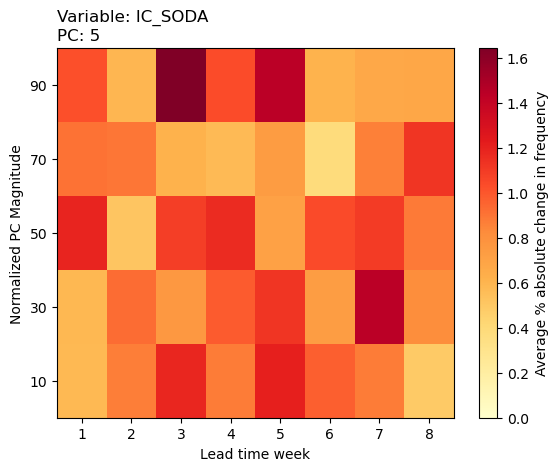 Variable: IC_SODA
PC: 5
90
70
50
30
10
Normalized PC Magnitude
1 2 3 4 5 6 7 8
Lead time week
1.6
1.4
1.2
1.0
0.8
0.6
0.4
0.2
0.0
Average % absolute change in frequency